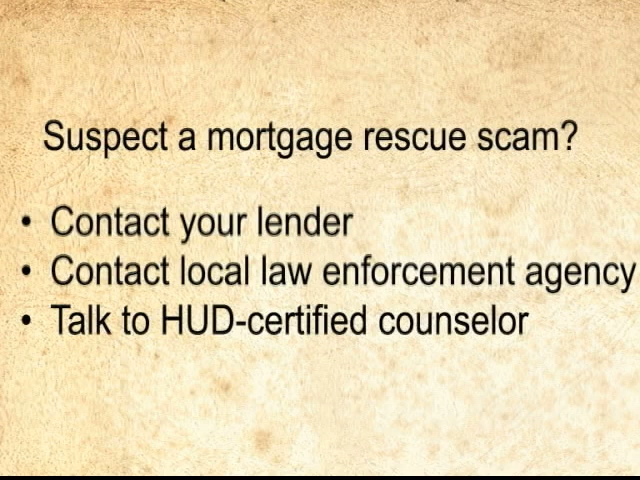 Suspect a mortgage rescue scam?
• Contact your lender
• Contact local law enforcement agency
• Talk to HUD-certified counselor